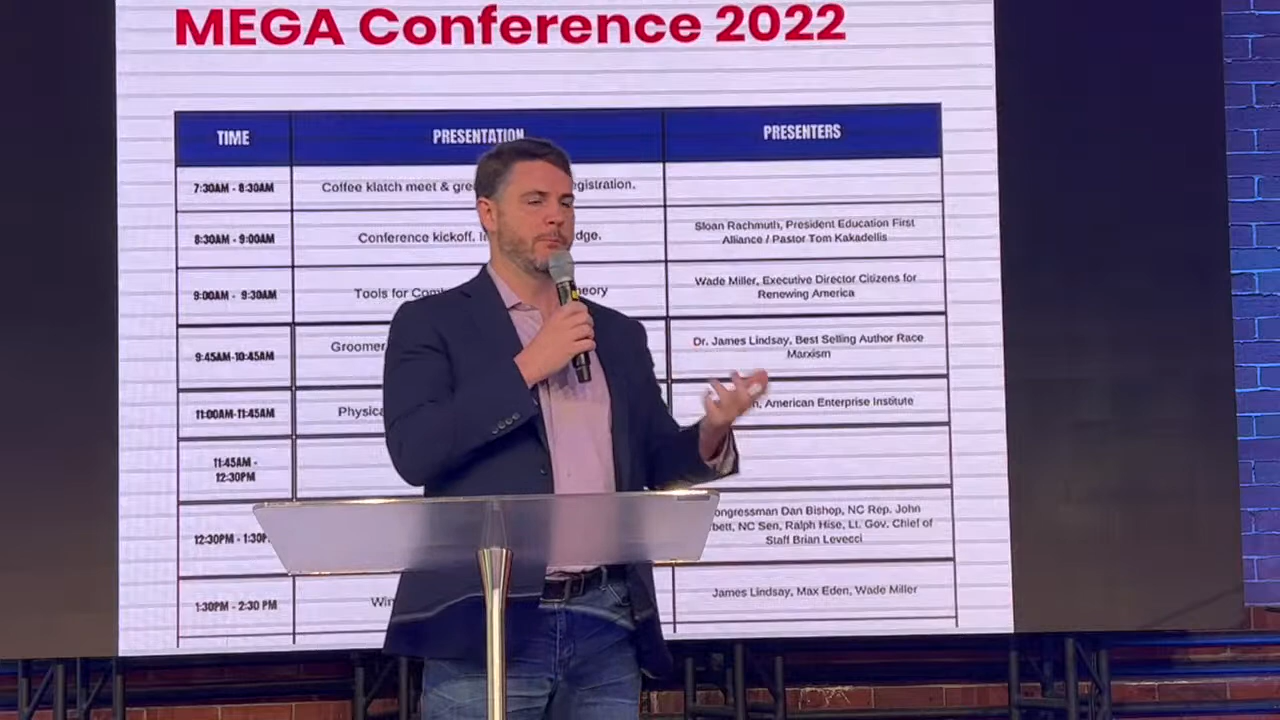 MEGA Conference 2022
TIME PRESENTATION PRESENTERS
7:30AM - 8:30AM Coffee klatch meet & gre egistration.
8:30AM - 9:00AM Conference kickoff. dge. Sloan Rachmuth, President Education First
Alliance / Pastor Tom Kakadellis
9:00AM - 9:30AM Tools for Com eory Wade Miller, Executive Director Citizens for
Renewing America
9:45AM-10:45AM Groomer Dr. James Lindsay, Best Selling Author Race
Marxism
11:00AM-11:45AM Physica n, American Enterprise Institute
11:45AM -
12:30PM
12:30PM - 1:30P ongressman Dan Bishop, NC Rep. John
bett, NC Sen, Ralph Hise, Lt. Gov. Chief of
Staff Brian Levecci
1:30PM - 2:30 PM Win James Lindsay, Max Eden, Wade Miller